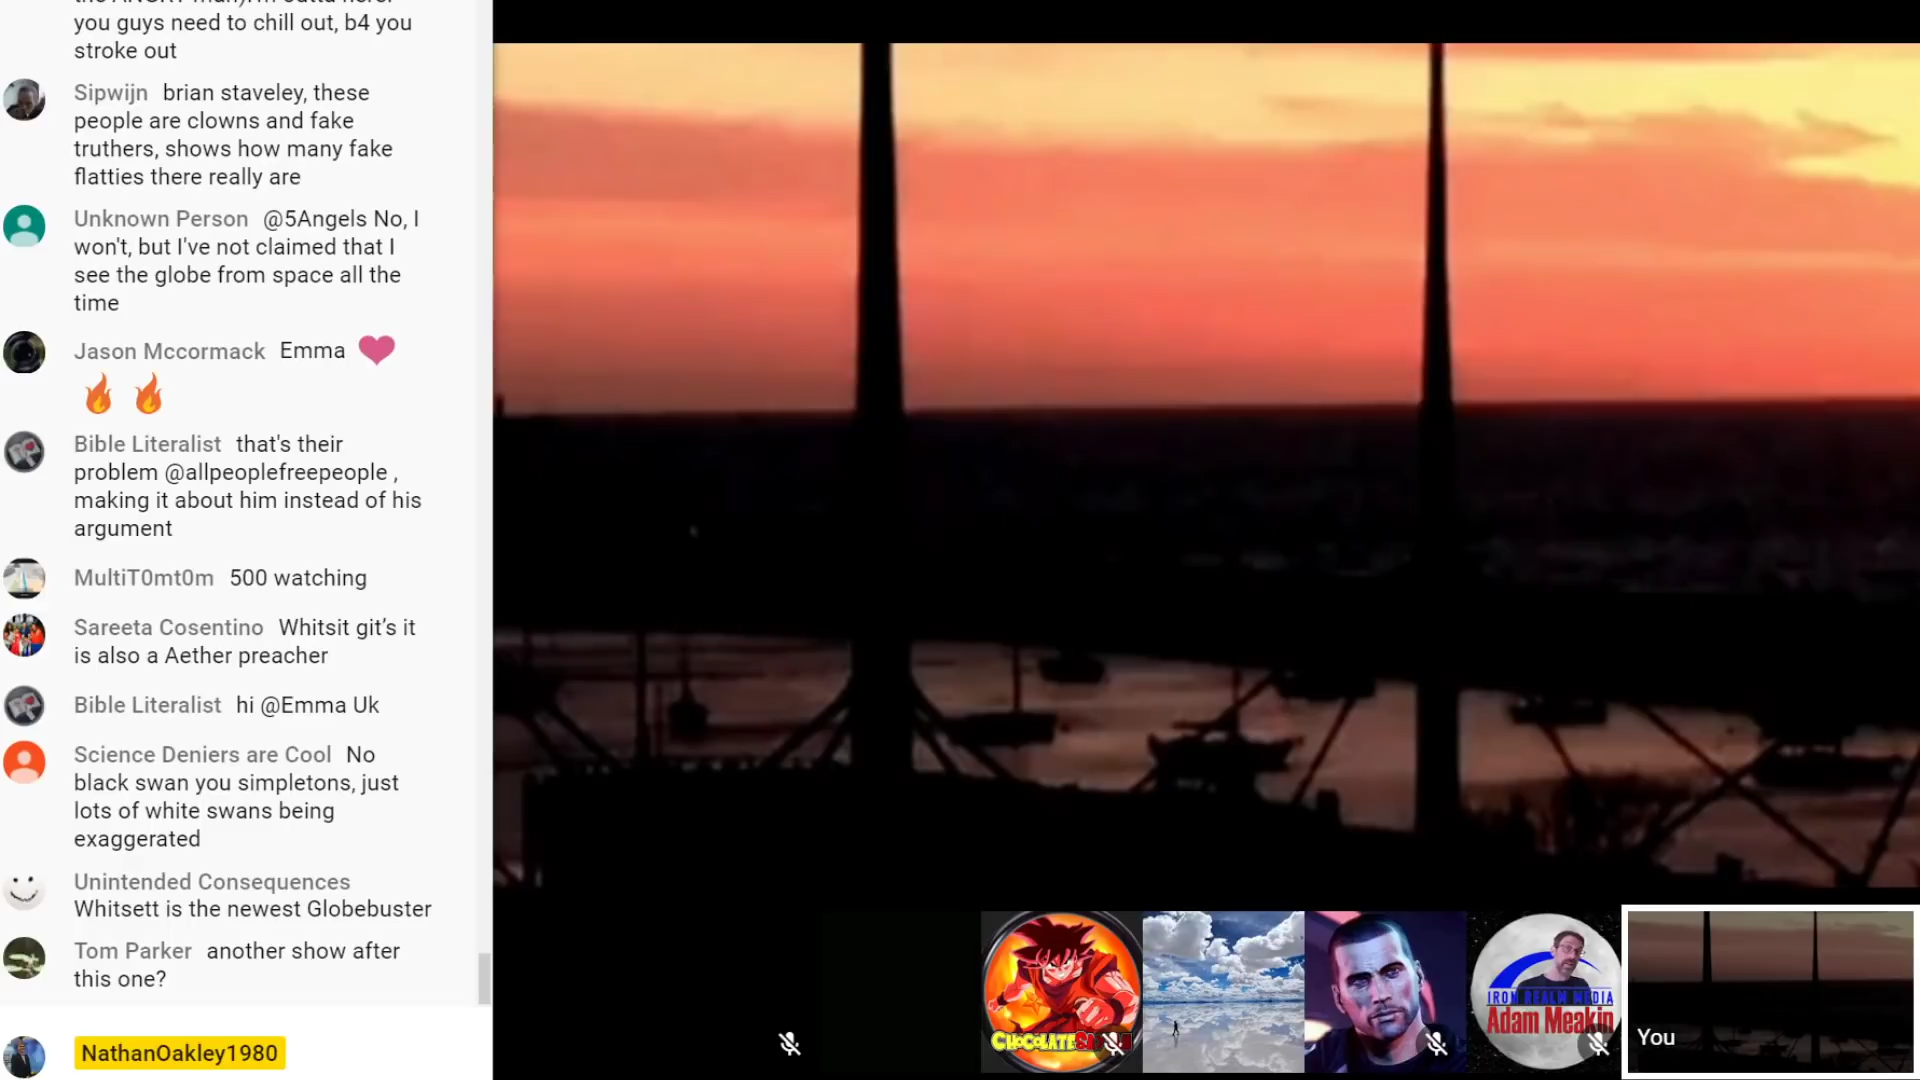 you guys need to chill out, b4 you
stroke out
Sipwijn brian staveley, these
people are clowns and fake
truthers, shows how many fake
flatties there really are
Unknown Person @5Angels No, I
won't, but I've not claimed that I
see the globe from space all the
time
Jason Mccormack Emma
Bible Literalist that's their
problem @allpeoplefreepeople ,
making it about him instead of his
argument
MultiT0mt0m 500 watching
Sareeta Cosentino Whitsit git’s it
is also a Aether preacher
Bible Literalist hi @Emma Uk
Science Deniers are Cool No
black swan you simpletons, just
lots of white swans being
exaggerated
Unintended Consequences
Whitsett is the newest Globebuster
Tom Parker another show after
this one?
NathanOakley1980
IRON REALM MEDIA
Adam Meakin
You